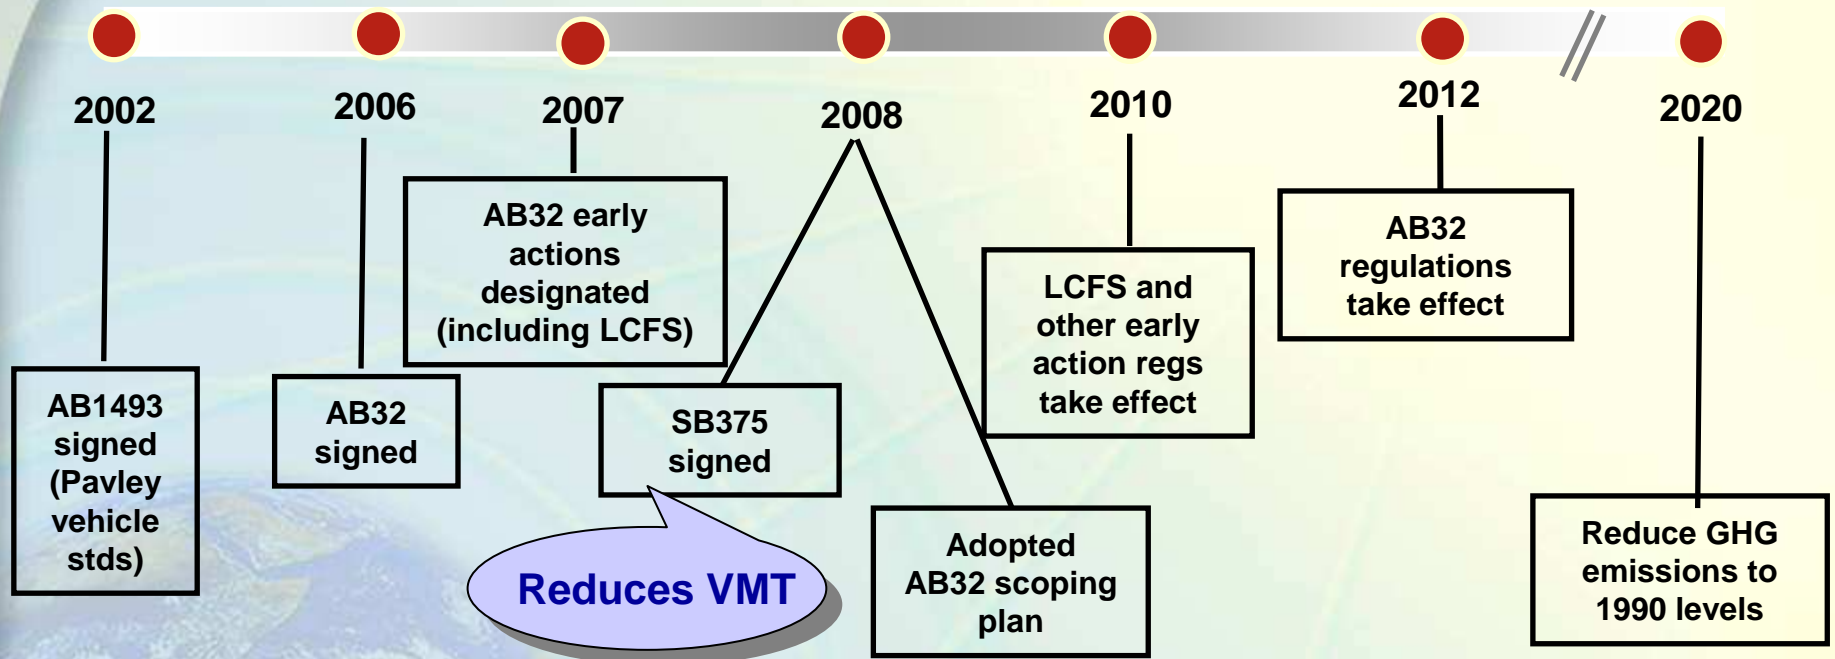 2002
2006
2007
2008
2010
2012
2020
AB1493
signed
(Pavley
vehicle
stds)
AB32
signed
AB32 early
actions
designated
(including LCFS)
SB375
signed
Reduces VMT
Adopted
AB32 scoping
plan
LCFS and
other early
action regs
take effect
AB32
regulations
take effect
Reduce GHG
emissions to
1990 levels